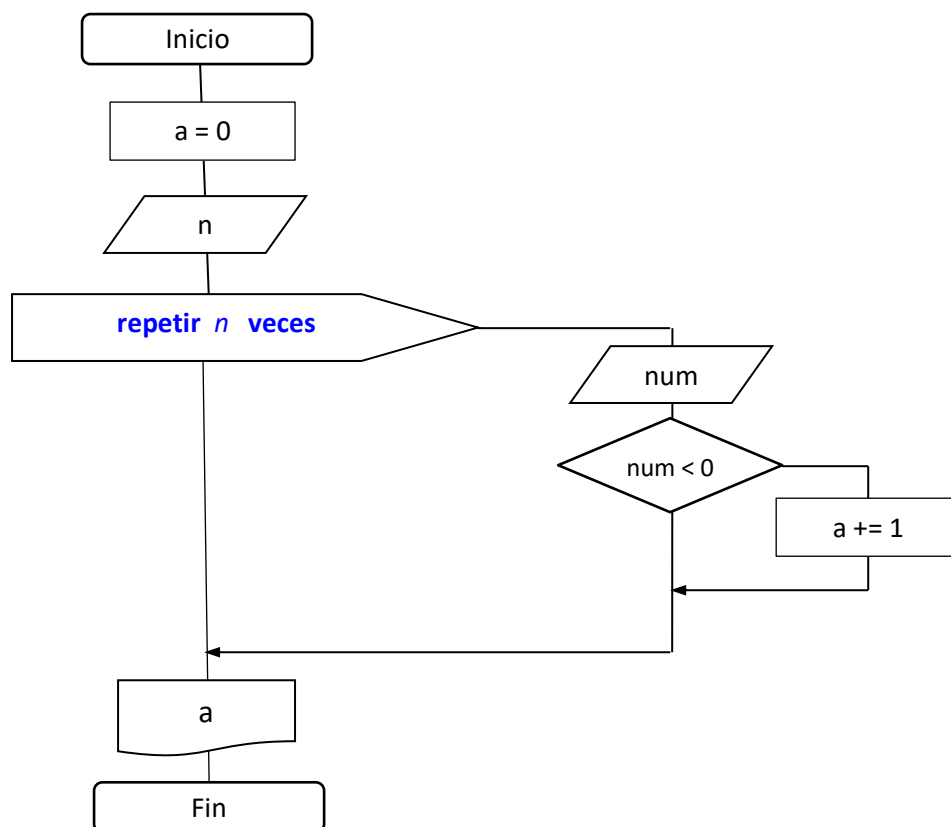 Inicio
a = 0
n
repetir n veces
num
num < 0
a += 1
a
Fin